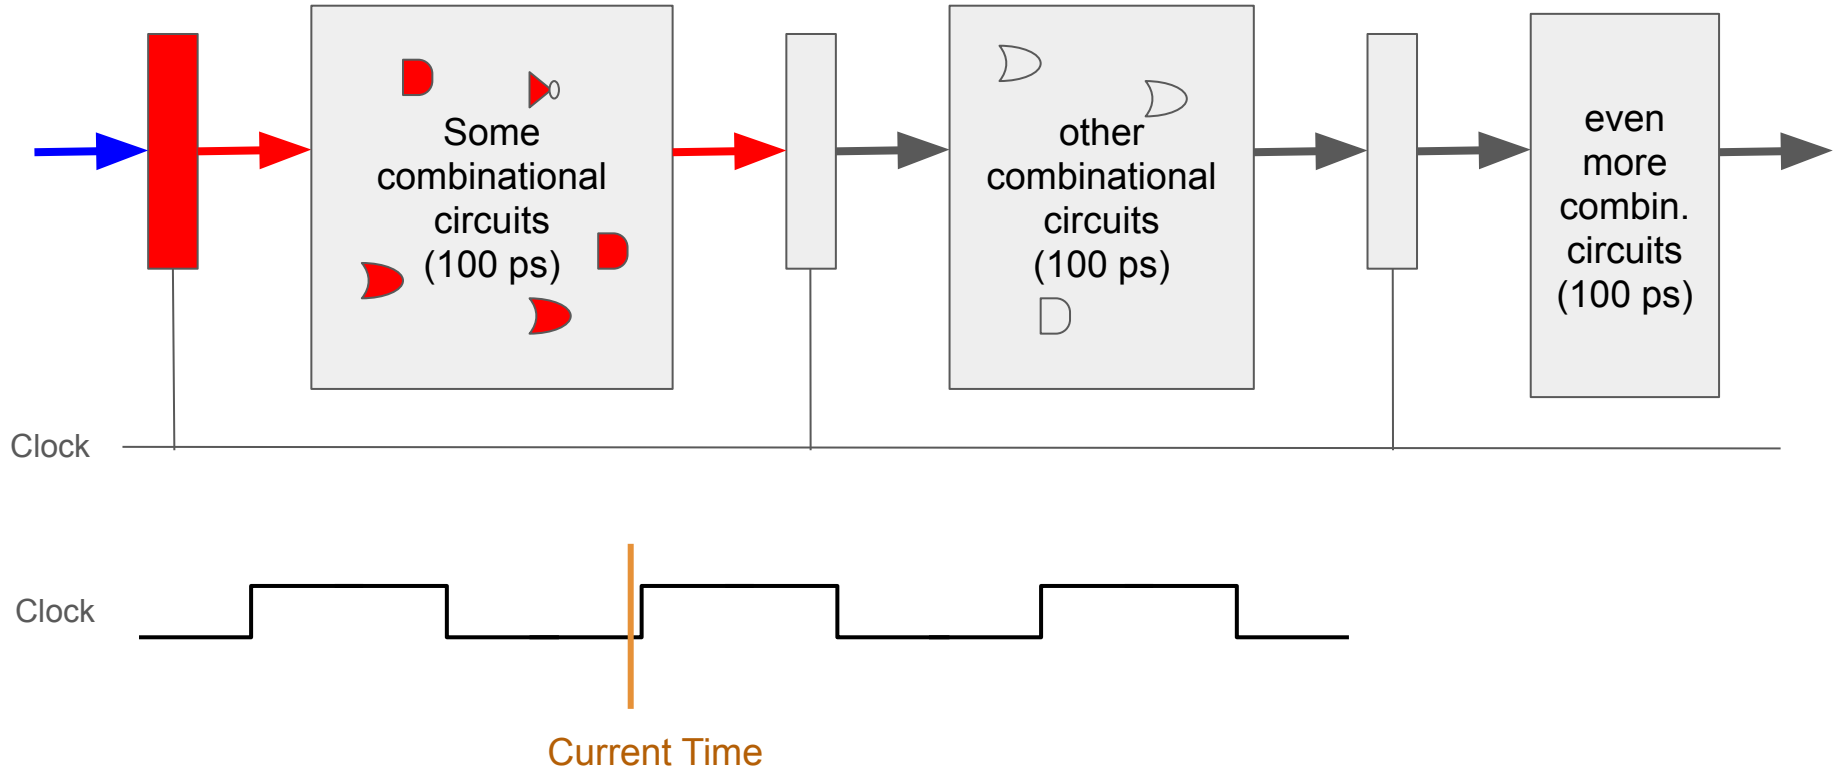 Some
combinational
circuits
(100 ps)
other
combinational
circuits
(100 ps)
even
more
combin.
circuits
(100 ps)
Clock
Clock
Current Time